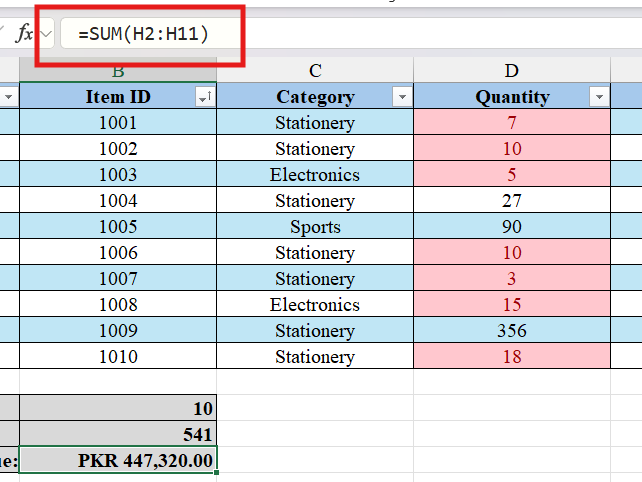 fx =SUM(H2:H11)
B C D
Item ID Category Quantity
1001 Stationery 7
1002 Stationery 10
1003 Electronics 5
1004 Stationery 27
1005 Sports 90
1006 Stationery 10
1007 Stationery 3
1008 Electronics 15
1009 Stationery 356
1010 Stationery 18
10
541
ue: PKR 447,320.00